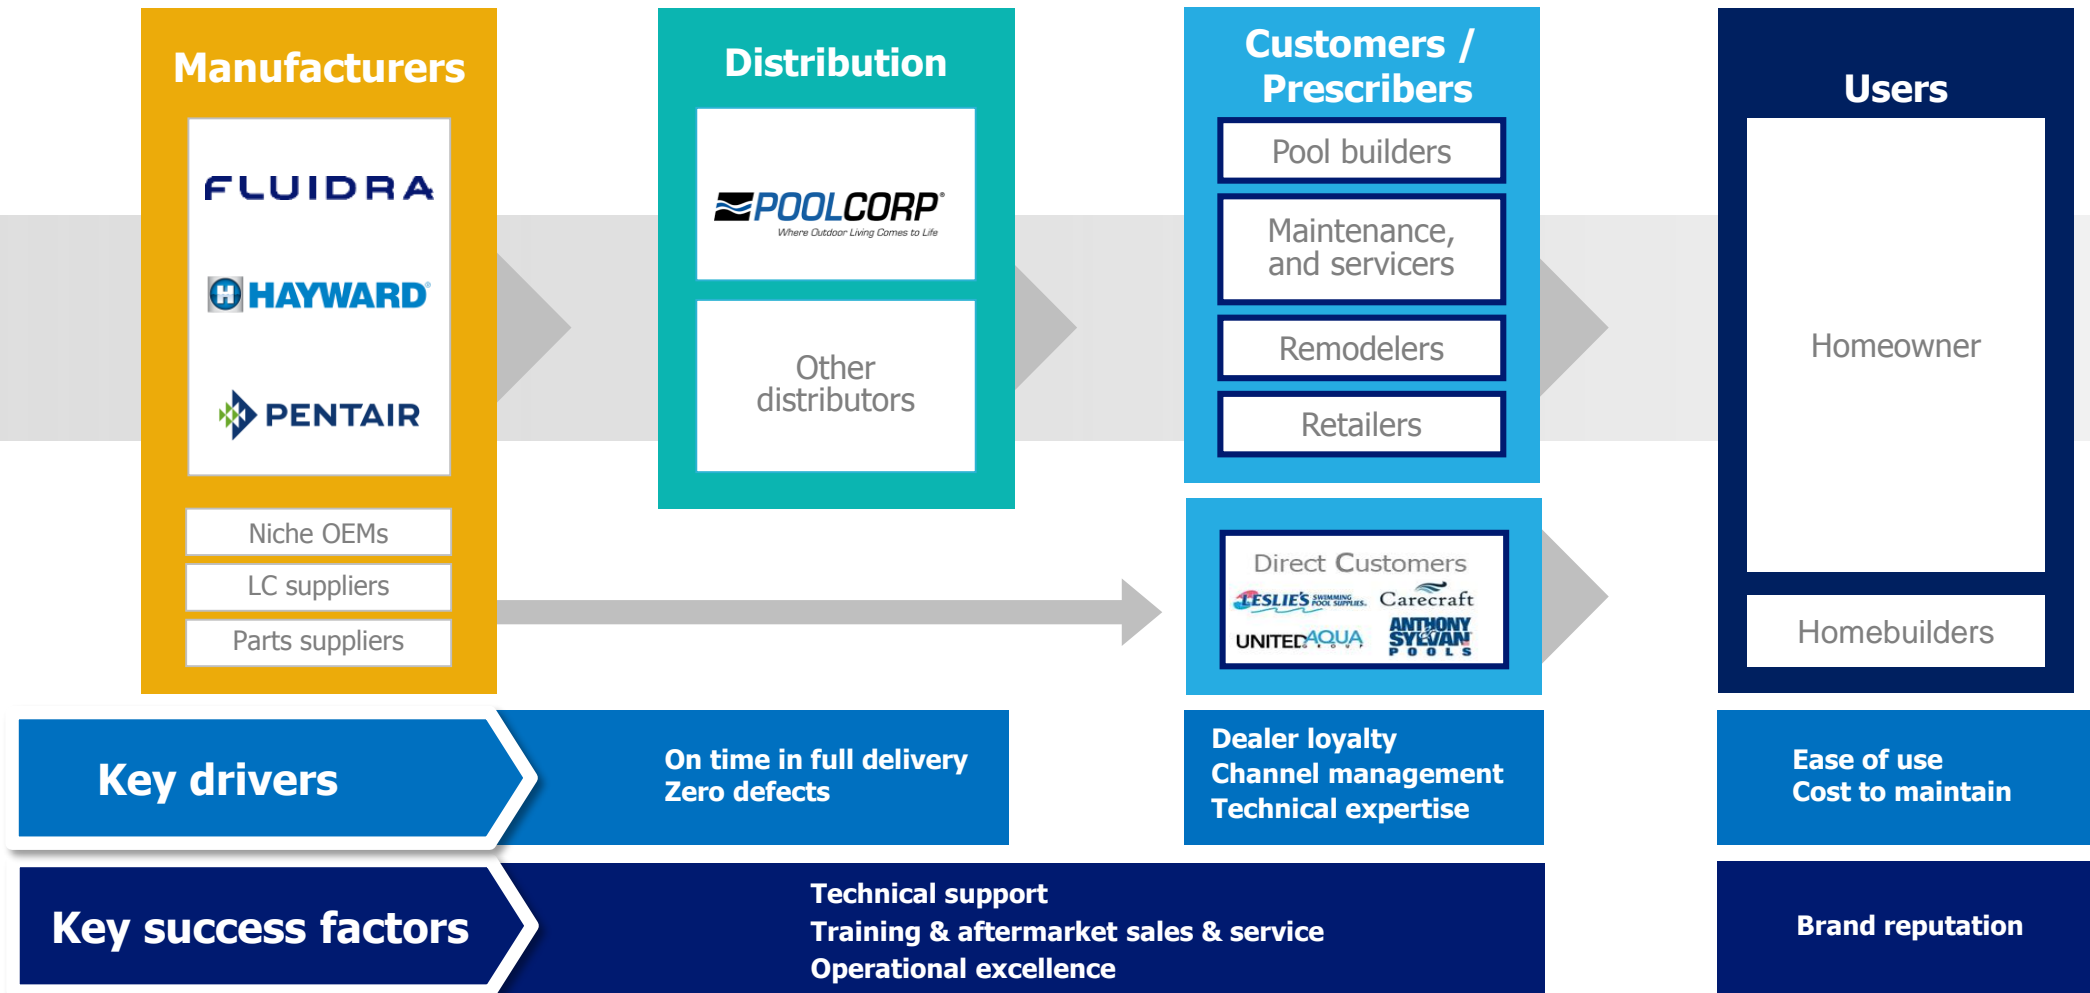 Manufacturers
FLUIDRA
HAYWARD®
PENTAIR
Niche OEMs
LC suppliers
Parts suppliers
Distribution
POOLCORP®
Where Outdoor Living Comes to Life
Other
distributors
Customers /
Prescribers
Pool builders
Maintenance,
and servicers
Remodelers
Retailers
Direct Customers
LESLIE'S SWIMMING POOL SUPPLIES.
Carecraft
UNITED AQUA
GROUP
ANTHONY
& SYLVAN
POOLS
Users
Homeowner
Homebuilders
Key drivers
On time in full delivery
Zero defects
Dealer loyalty
Channel management
Technical expertise
Ease of use
Cost to maintain
Key success factors
Technical support
Training & aftermarket sales & service
Operational excellence
Brand reputation